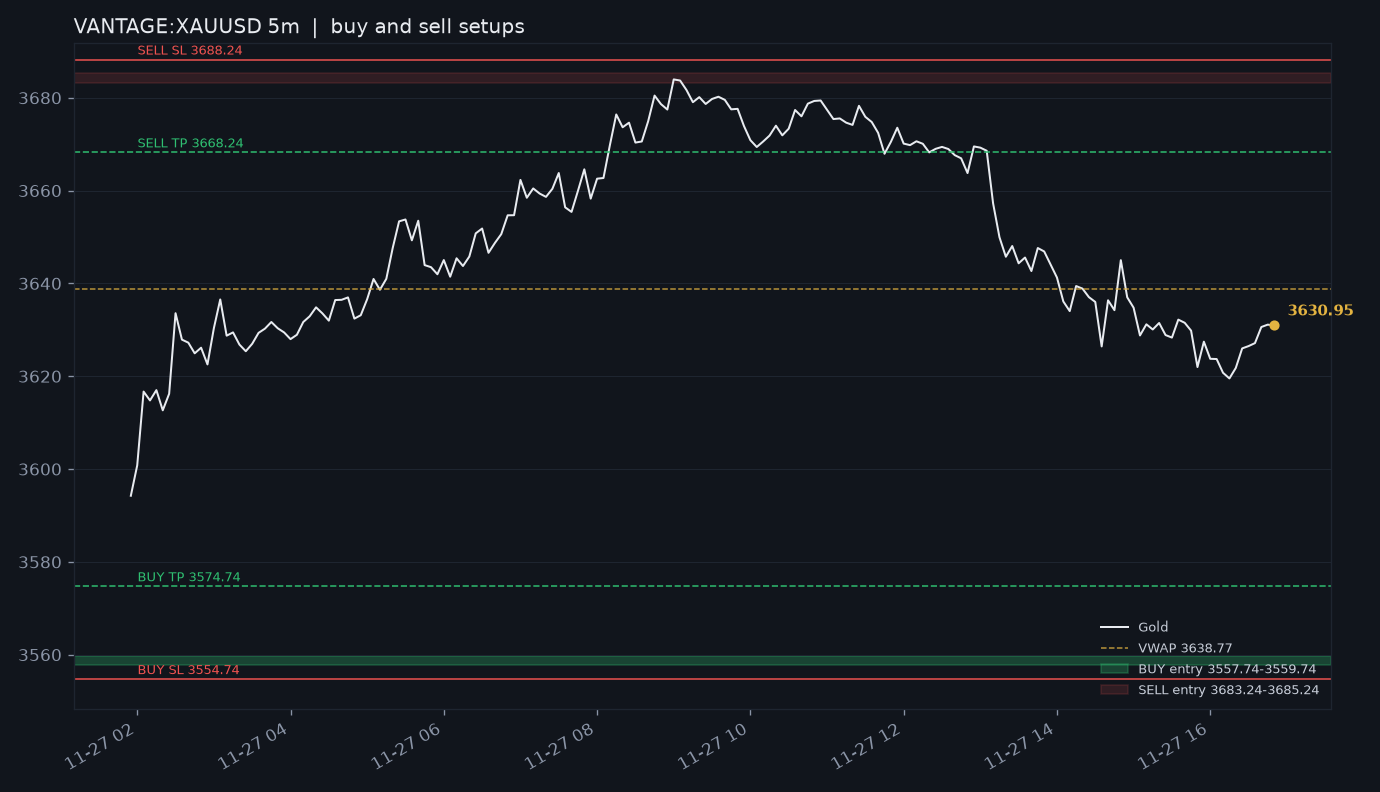 VANTAGE:XAUUSD 5m | buy and sell setups
SELL SL 3688.24
3680
SELL TP 3668.24
3660
3640
3630.95
3620
3600
3580
BUY TP 3574.74
Gold
VWAP 3638.77
BUY entry 3557.74-3559.74
SELL entry 3683.24-3685.24
3560
BUY SL 3554.74
11-27 02
11-27 04
11-27 06
11-27 08
11-27 10
11-27 12
11-27 14
11-27 16